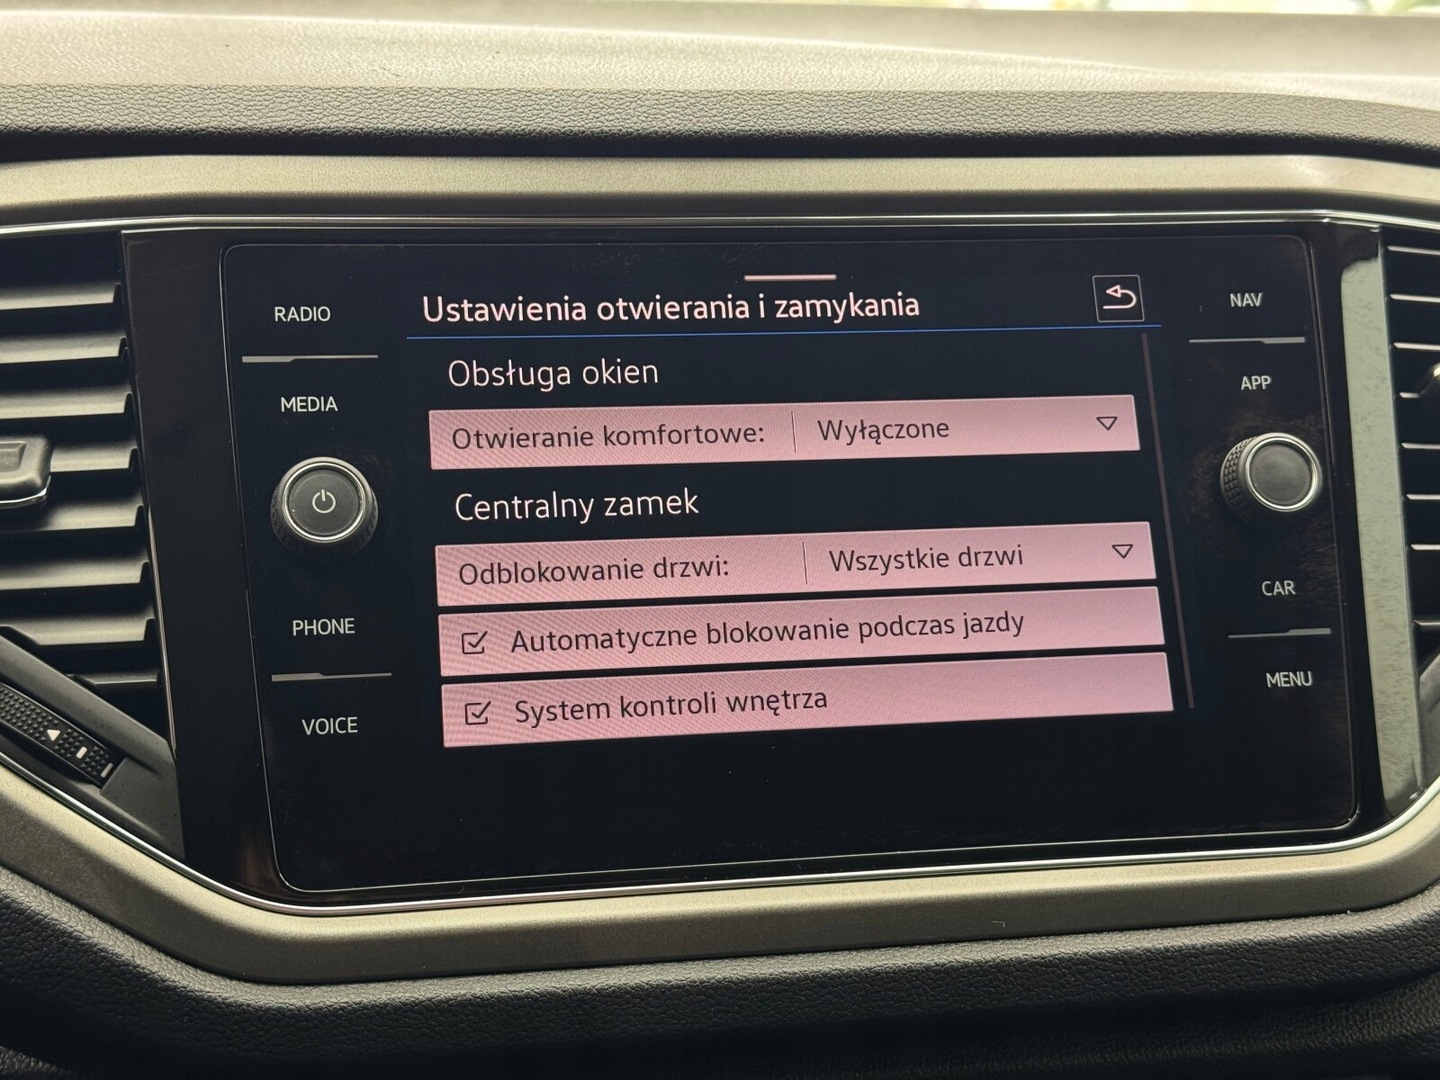 Ustawienia otwierania i zamykania
Obsługa okien
Otwieranie komfortowe: Wyłączone
Centralny zamek
Odblokowanie drzwi: Wszystkie drzwi
Automatyczne blokowanie podczas jazdy
System kontroli wnętrza
RADIO
MEDIA
PHONE
VOICE
NAV
APP
CAR
MENU